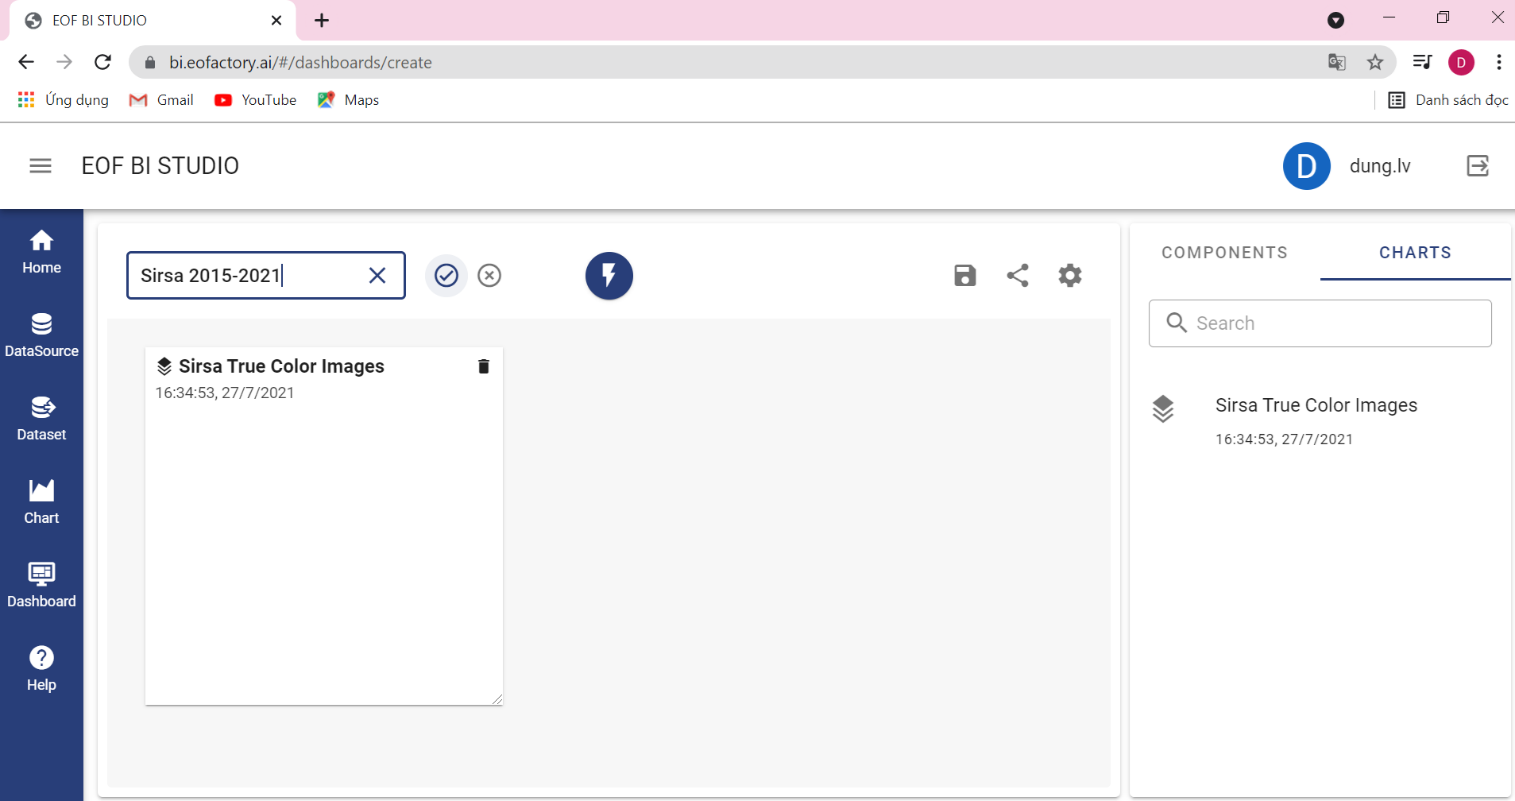 EOF BI STUDIO
bi.eofactory.ai/#/dashboards/create
D
Ứng dụng Gmail YouTube Maps Danh sách đọc
EOF BI STUDIO
D dung.lv
Home
DataSource
Dataset
Chart
Dashboard
Help
Sirsa 2015-2021
Sirsa True Color Images
16:34:53, 27/7/2021
COMPONENTS CHARTS
Search
Sirsa True Color Images
16:34:53, 27/7/2021